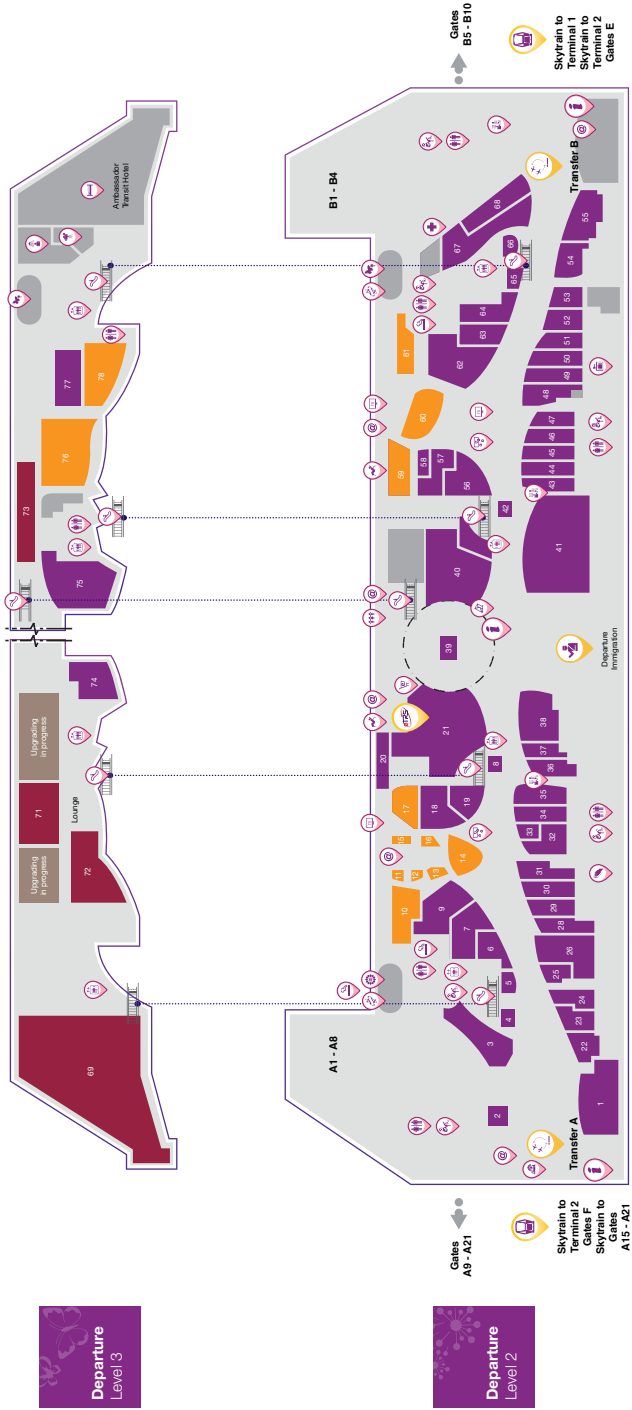 Departure
Level 3
69
72
71
73
74
75
76
77
78
Upgrading
in progress
Upgrading
in progress
Lounge
Ambassador
Transit Hotel
Departure
Level 2
Gates
A9 - A21
Skytrain to
Terminal 2
Gates F
Skytrain to
Gates
A15 - A21
A1 - A8
Transfer A
1
2
3
4
5
6
7
8
9
10
11
12
13
14
15
16
17
18
19
20
21
22
23
24
25
26
28
29
30
31
32
33
34
35
36
37
38
39
40
41
42
43
44
45
46
47
48
49
50
51
52
53
54
55
56
57
58
59
60
61
62
63
64
65
66
67
68
@
@
@
@
@
@
Departure
Immigration
B1 - B4
Transfer B
Gates
B5 - B10
Skytrain to
Terminal 1
Skytrain to
Terminal 2
Gates E